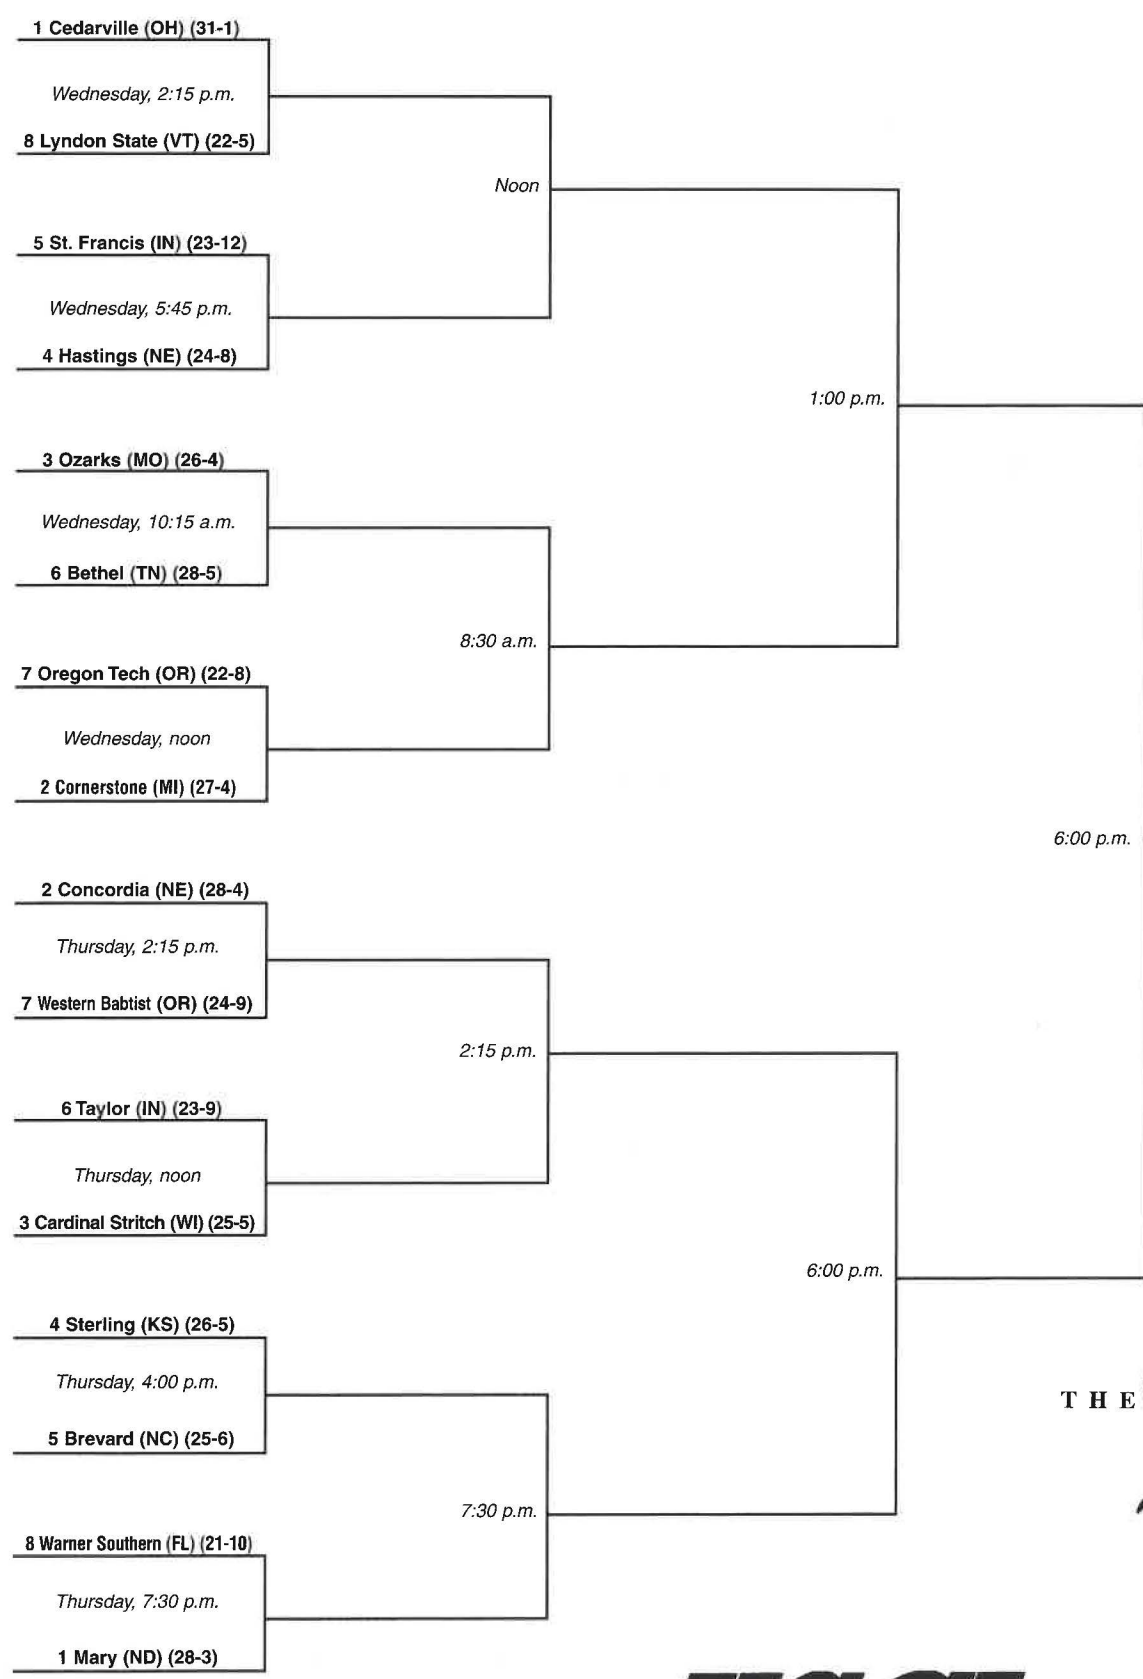 1 Cedarville (OH) (31-1)
Wednesday, 2:15 p.m.
8 Lyndon State (VT) (22-5)
Noon
5 St. Francis (IN) (23-12)
Wednesday, 5:45 p.m.
4 Hastings (NE) (24-8)
1:00 p.m.
3 Ozarks (MO) (26-4)
Wednesday, 10:15 a.m.
6 Bethel (TN) (28-5)
8:30 a.m.
7 Oregon Tech (OR) (22-8)
Wednesday, noon
2 Cornerstone (MI) (27-4)
6:00 p.m.
2 Concordia (NE) (28-4)
Thursday, 2:15 p.m.
7 Western Babtist (OR) (24-9)
2:15 p.m.
6 Taylor (IN) (23-9)
Thursday, noon
3 Cardinal Stritch (WI) (25-5)
6:00 p.m.
4 Sterling (KS) (26-5)
Thursday, 4:00 p.m.
THE
5 Brevard (NC) (25-6)
7:30 p.m.
8 Warner Southern (FL) (21-10)
Thursday, 7:30 p.m.
1 Mary (ND) (28-3)